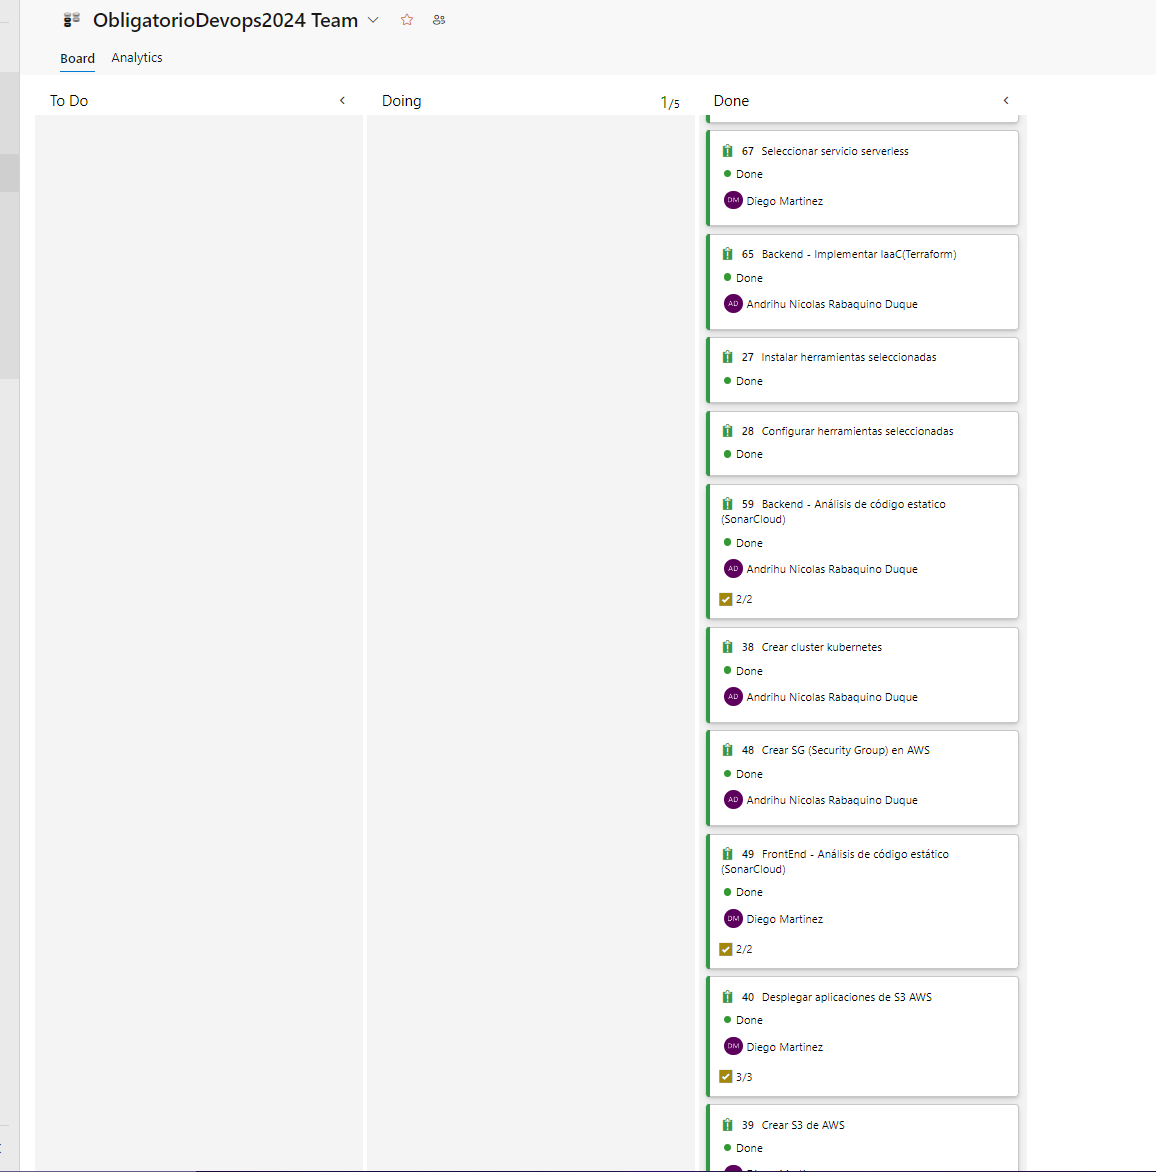 ObligatorioDevops2024 Team
Board Analytics
To Do
Doing 1/5
Done
67 Seleccionar servicio serverless
Done
DM Diego Martinez
65 Backend - Implementar IaaC(Terraform)
Done
AD Andrihu Nicolas Rabaquino Duque
27 Instalar herramientas seleccionadas
Done
28 Configurar herramientas seleccionadas
Done
59 Backend - Análisis de código estatico
(SonarCloud)
Done
AD Andrihu Nicolas Rabaquino Duque
2/2
38 Crear cluster kubernetes
Done
AD Andrihu Nicolas Rabaquino Duque
48 Crear SG (Security Group) en AWS
Done
AD Andrihu Nicolas Rabaquino Duque
49 FrontEnd - Análisis de código estático
(SonarCloud)
Done
DM Diego Martinez
2/2
40 Desplegar aplicaciones de S3 AWS
Done
DM Diego Martinez
3/3
39 Crear S3 de AWS
Done